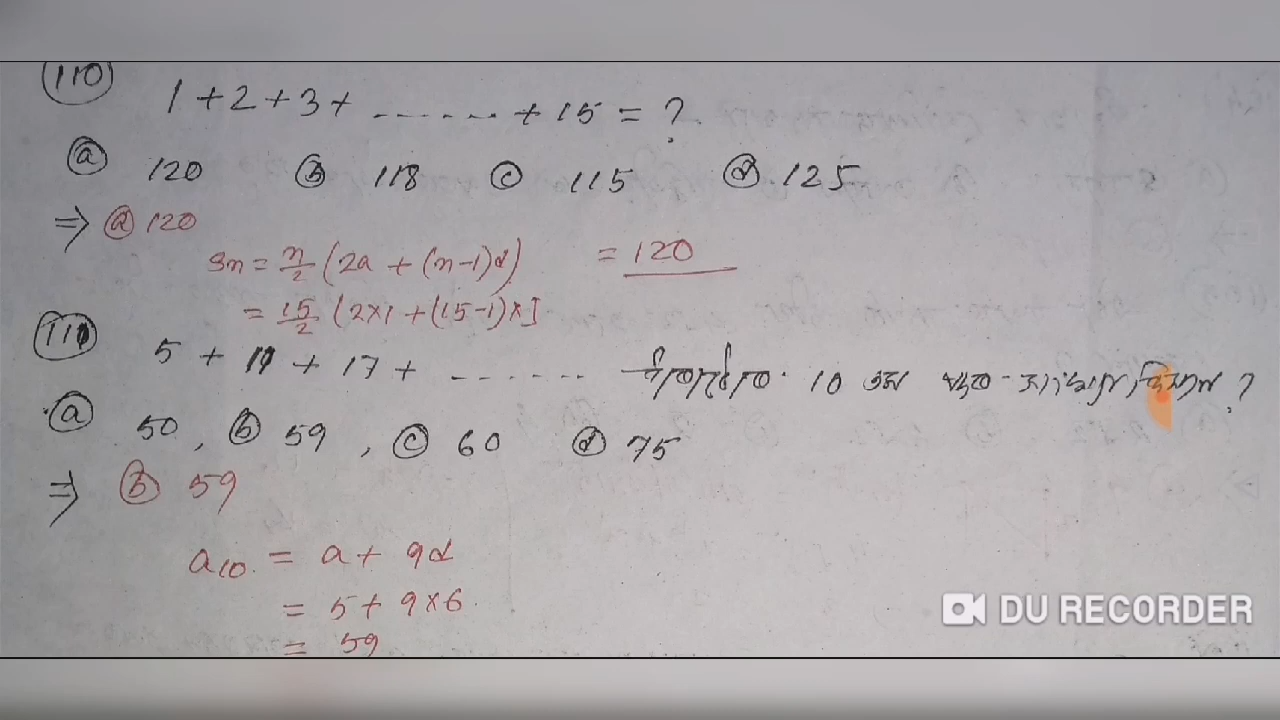 110
1 + 2 + 3 + ........ + 15 = ?
ⓐ 120 ⓑ 118 ⓒ 115 ⓓ 125
⇒ ⓐ 120
Sn = n/2 (2a + (n-1)d) = 120
= 15/2 (2×1 + (15-1)×]
111
5 + 11 + 17 + ....... 10
ⓐ 50, ⓑ 59, ⓒ 60 ⓓ 75
⇒ ⓑ 59
a10 = a + 9d
= 5 + 9×6
= 59
DU RECORDER